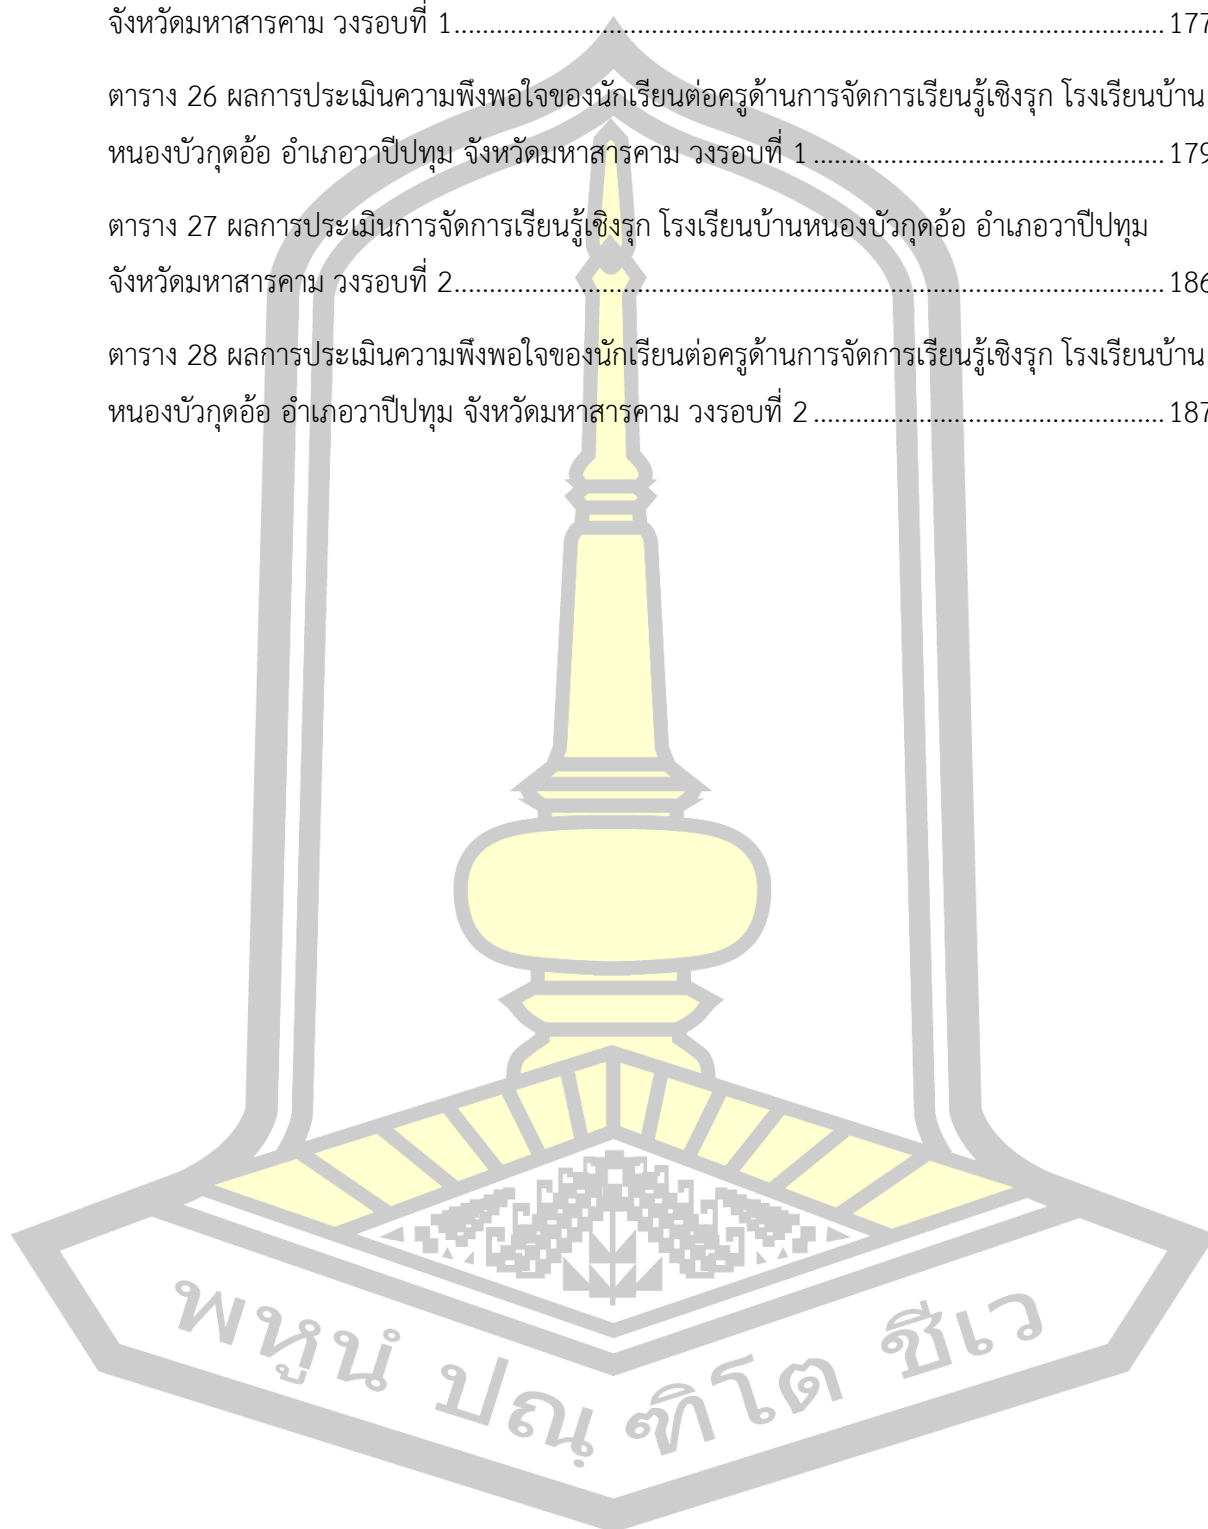 จังหวัดมหาสารคาม วงรอบที่ 1.......................................................................................................177
ตาราง 26 ผลการประเมินความพึงพอใจของนักเรียนต่อครูด้านการจัดการเรียนรู้เชิงรุก โรงเรียนบ้าน
หนองบัวกุดอ้อ อำเภอวาปีปทุม จังหวัดมหาสารคาม วงรอบที่ 1 ..................................................179
ตาราง 27 ผลการประเมินการจัดการเรียนรู้เชิงรุก โรงเรียนบ้านหนองบัวกุดอ้อ อำเภอวาปีปทุม
จังหวัดมหาสารคาม วงรอบที่ 2.......................................................................................................186
ตาราง 28 ผลการประเมินความพึงพอใจของนักเรียนต่อครูด้านการจัดการเรียนรู้เชิงรุก โรงเรียนบ้าน
หนองบัวกุดอ้อ อำเภอวาปีปทุม จังหวัดมหาสารคาม วงรอบที่ 2 ..................................................187
พหูนํ ปณฺฑิโต ชีเว